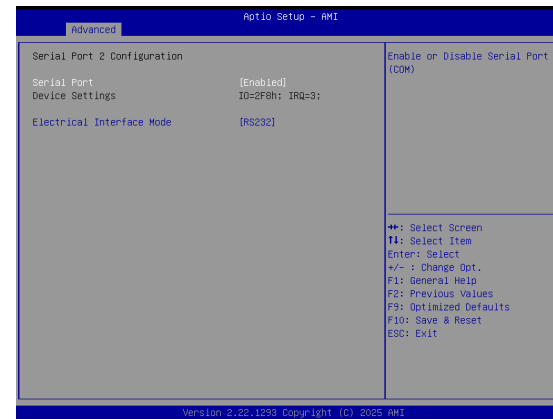 Aptio Setup - AMI
Advanced
Serial Port 2 Configuration
Serial Port [Enabled]
Device Settings IO=2F8h; IRQ=3;
Electrical Interface Mode [RS232]
Enable or Disable Serial Port
(COM)
→←: Select Screen
↑↓: Select Item
Enter: Select
+/- : Change Opt.
F1: General Help
F2: Previous Values
F9: Optimized Defaults
F10: Save & Reset
ESC: Exit
Version 2.22.1293 Copyright (C) 2025 AMI